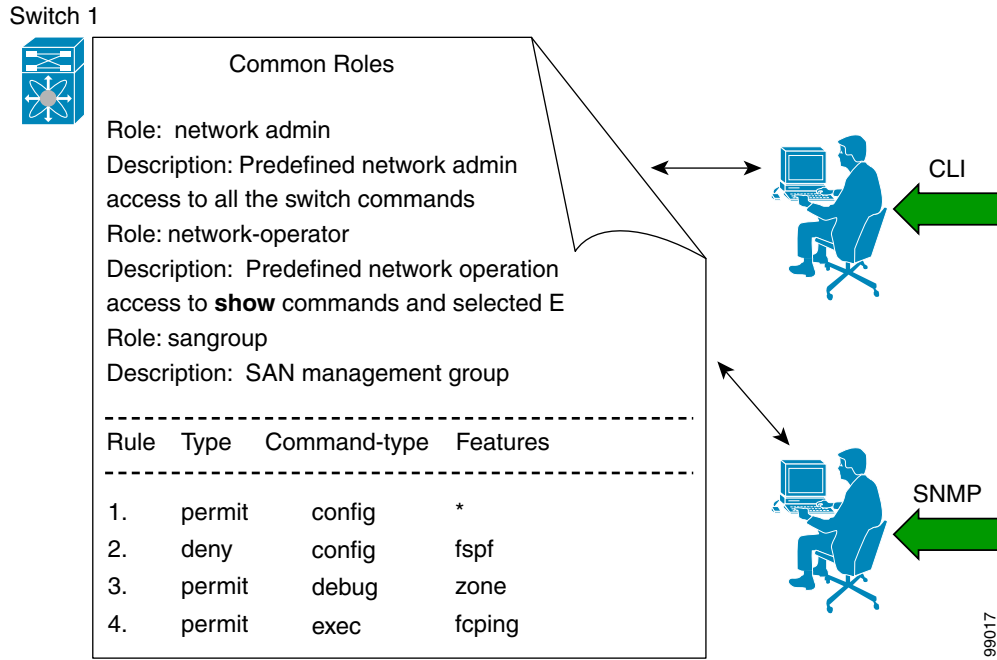 Switch 1
Common Roles
Role: network admin
Description: Predefined network admin
access to all the switch commands
Role: network-operator
Description: Predefined network operation
access to show commands and selected E
Role: sangroup
Description: SAN management group
Rule Type Command-type Features
1. permit config *
2. deny config fspf
3. permit debug zone
4. permit exec fcping
CLI
SNMP
99017